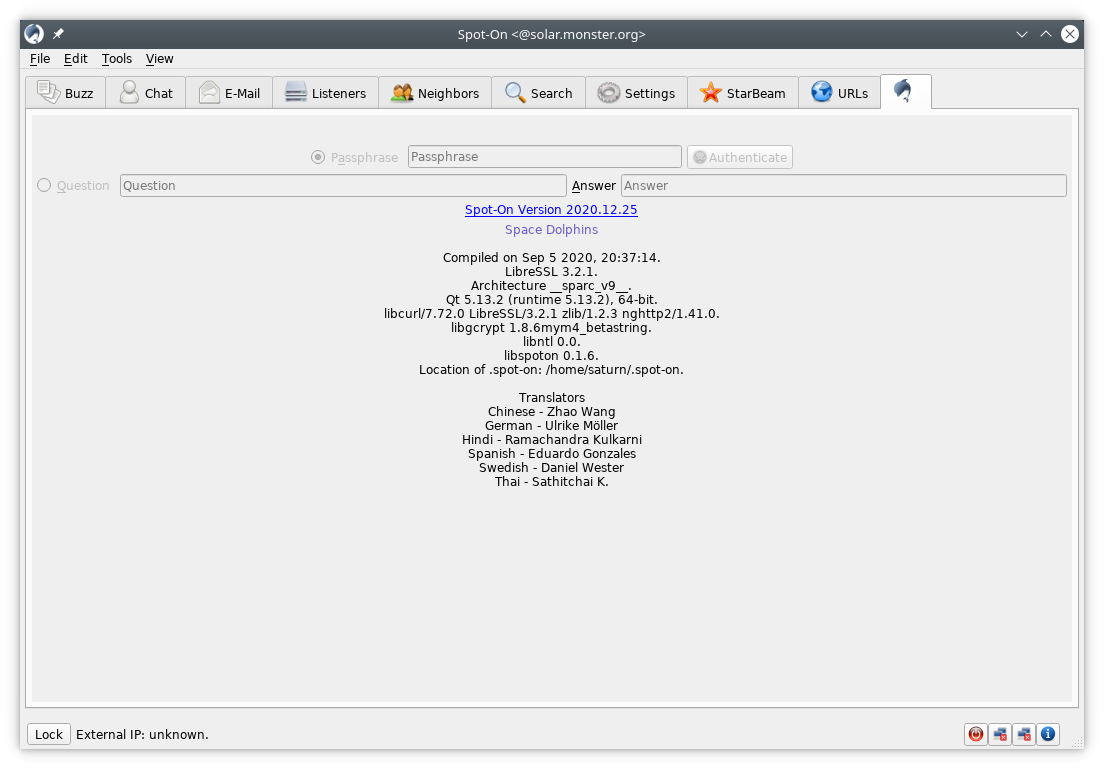 Spot-On <@solar.monster.org>
File Edit Tools View
Buzz Chat E-Mail Listeners Neighbors Search Settings StarBeam URLs
Passphrase Passphrase Authenticate
Question Question Answer Answer
Spot-On Version 2020.12.25
Space Dolphins
Compiled on Sep 5 2020, 20:37:14.
LibreSSL 3.2.1.
Architecture __sparc_v9__.
Qt 5.13.2 (runtime 5.13.2), 64-bit.
libcurl/7.72.0 LibreSSL/3.2.1 zlib/1.2.3 nghttp2/1.41.0.
libgcrypt 1.8.6mym4_betastring.
libntl 0.0.
libspoton 0.1.6.
Location of .spot-on: /home/saturn/.spot-on.
Translators
Chinese - Zhao Wang
German - Ulrike Möller
Hindi - Ramachandra Kulkarni
Spanish - Eduardo Gonzales
Swedish - Daniel Wester
Thai - Sathitchai K.
Lock External IP: unknown.